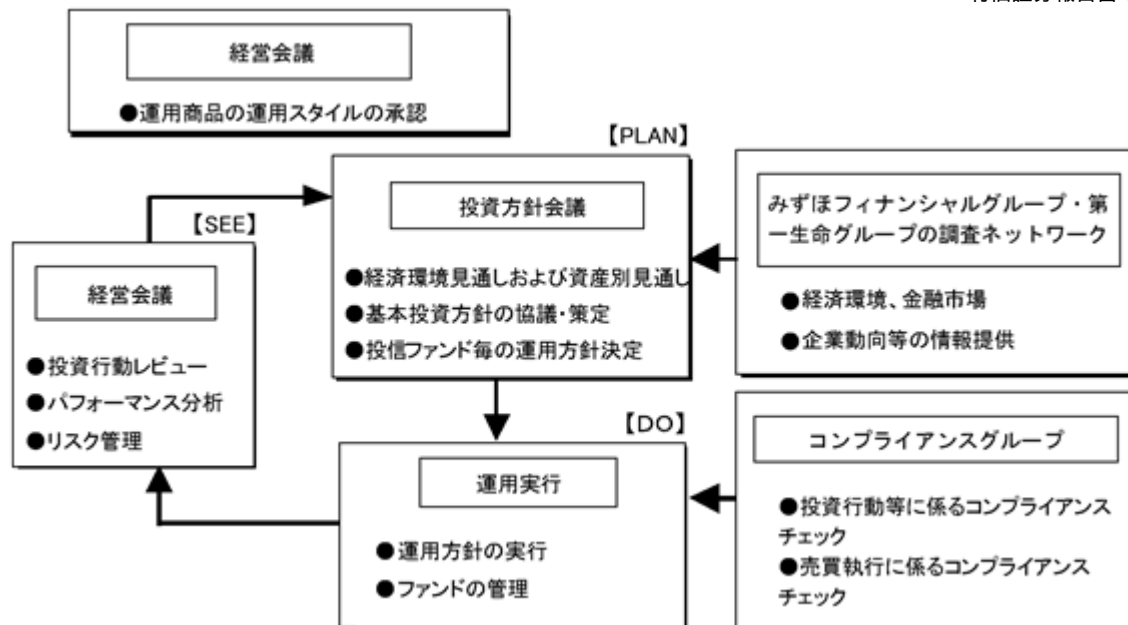 経営会議
●運用商品の運用スタイルの承認
【PLAN】
投資方針会議
●経済環境見通しおよび資産別見通し
●基本投資方針の協議・策定
●投信ファンド毎の運用方針決定
みずほフィナンシャルグループ・第
一生命グループの調査ネットワーク
●経済環境、金融市場
●企業動向等の情報提供
【SEE】
経営会議
●投資行動レビュー
●パフォーマンス分析
●リスク管理
【DO】
運用実行
●運用方針の実行
●ファンドの管理
コンプライアンスグループ
●投資行動等に係るコンプライアンス
チェック
●売買執行に係るコンプライアンス
チェック